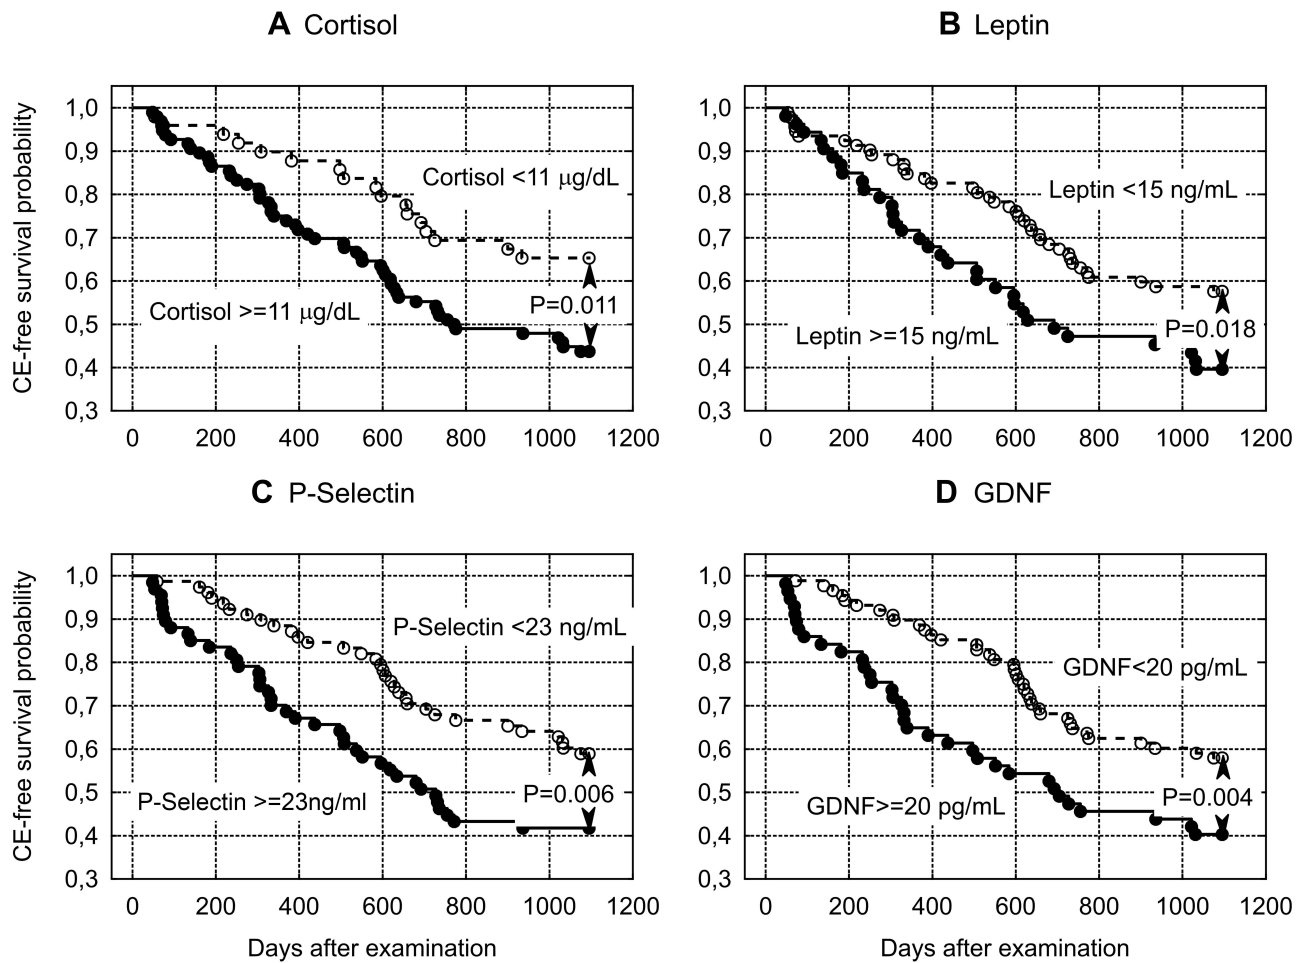 A Cortisol
B Leptin
CE-free survival probability
1,0
0,9
0,8
0,7
0,6
0,5
0,4
0,3
Cortisol <11 μg/dL
Cortisol >=11 μg/dL
P=0.011
0 200 400 600 800 1000 1200
1,0
0,9
0,8
0,7
0,6
0,5
0,4
0,3
Leptin <15 ng/mL
Leptin >=15 ng/mL
P=0.018
0 200 400 600 800 1000 1200
C P-Selectin
D GDNF
CE-free survival probability
1,0
0,9
0,8
0,7
0,6
0,5
0,4
0,3
P-Selectin <23 ng/mL
P-Selectin >=23ng/ml
P=0.006
0 200 400 600 800 1000 1200
Days after examination
1,0
0,9
0,8
0,7
0,6
0,5
0,4
0,3
GDNF<20 pg/mL
GDNF>=20 pg/mL
P=0.004
0 200 400 600 800 1000 1200
Days after examination